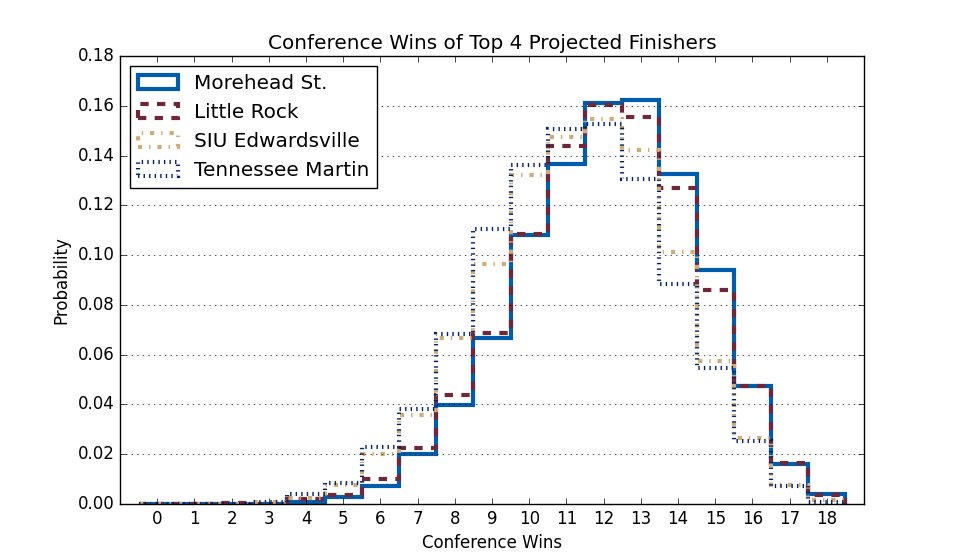 Conference Wins of Top 4 Projected Finishers
0.18
0.16
0.14
0.12
0.10
0.08
0.06
0.04
0.02
0.00
Probability
Morehead St.
Little Rock
SIU Edwardsville
Tennessee Martin
0 1 2 3 4 5 6 7 8 9 10 11 12 13 14 15 16 17 18
Conference Wins